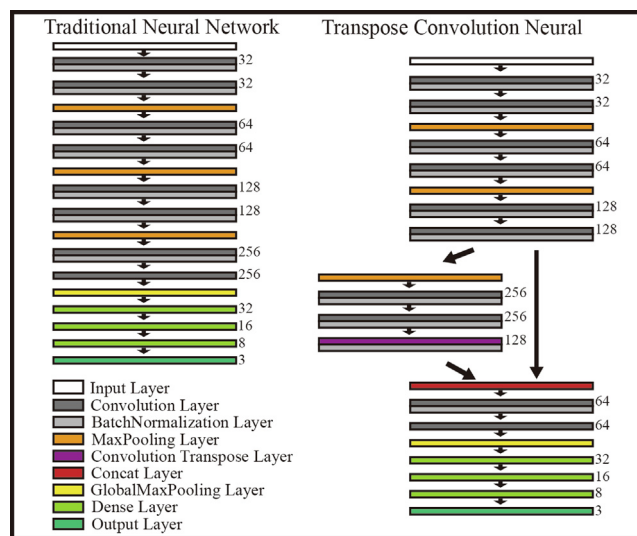 Traditional Neural Network
32
32
64
64
128
128
256
256
32
16
8
3
Input Layer
Convolution Layer
BatchNormalization Layer
MaxPooling Layer
Convolution Transpose Layer
Concat Layer
GlobalMaxPooling Layer
Dense Layer
Output Layer
Transpose Convolution Neural
32
32
64
64
128
128
256
256
128
64
64
32
16
8
3